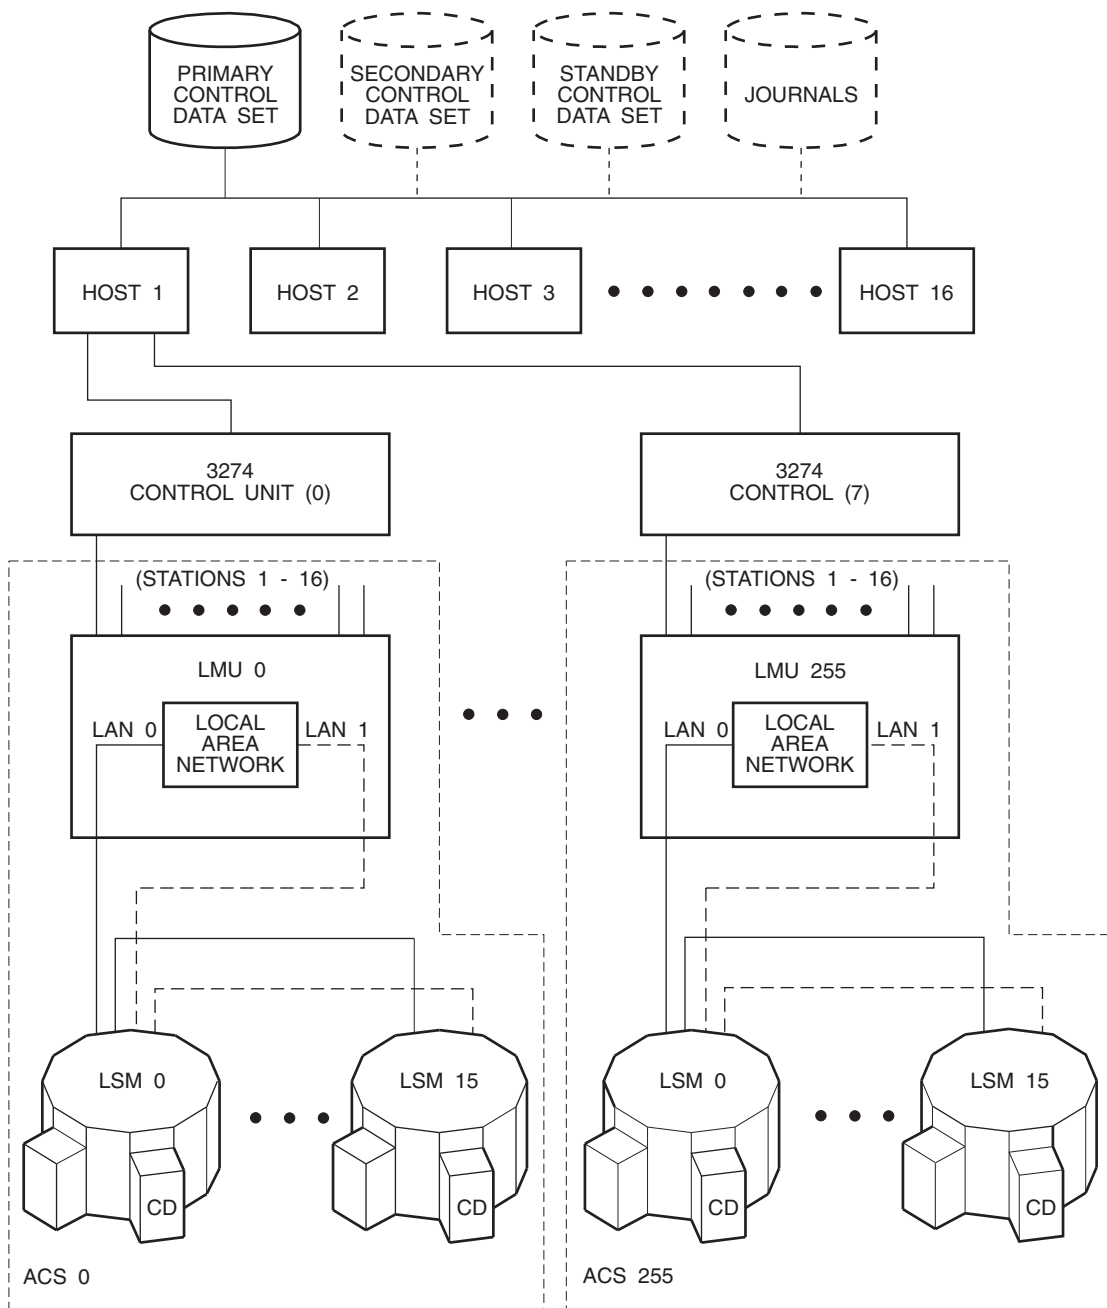 PRIMARY
CONTROL
DATA SET
SECONDARY
CONTROL
DATA SET
STANDBY
CONTROL
DATA SET
JOURNALS
HOST 1
HOST 2
HOST 3
HOST 16
3274
CONTROL UNIT (0)
3274
CONTROL (7)
(STATIONS 1 - 16)
(STATIONS 1 - 16)
LMU 0
LAN 0
LOCAL
AREA
NETWORK
LAN 1
LMU 255
LAN 0
LOCAL
AREA
NETWORK
LAN 1
LSM 0
LSM 15
LSM 0
LSM 15
CD
CD
CD
CD
ACS 0
ACS 255